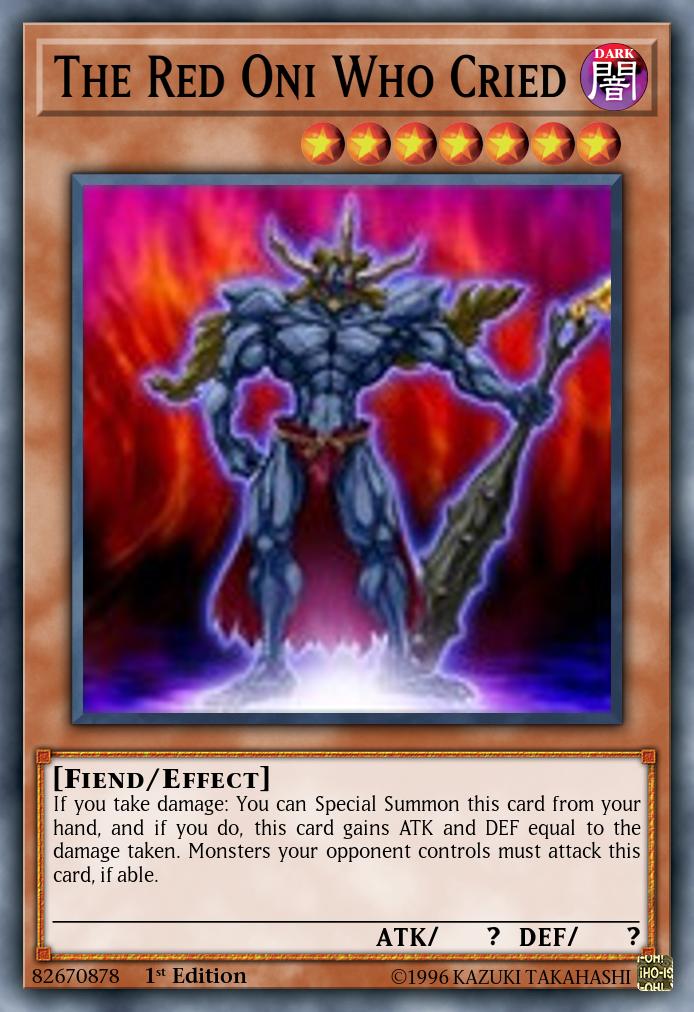 The Red Oni Who Cried
DARK
闇
[Fiend/Effect]
If you take damage: You can Special Summon this card from your
hand, and if you do, this card gains ATK and DEF equal to the
damage taken. Monsters your opponent controls must attack this
card, if able.
ATK/ ? DEF/ ?
82670878 1st Edition ©1996 KAZUKI TAKAHASHI